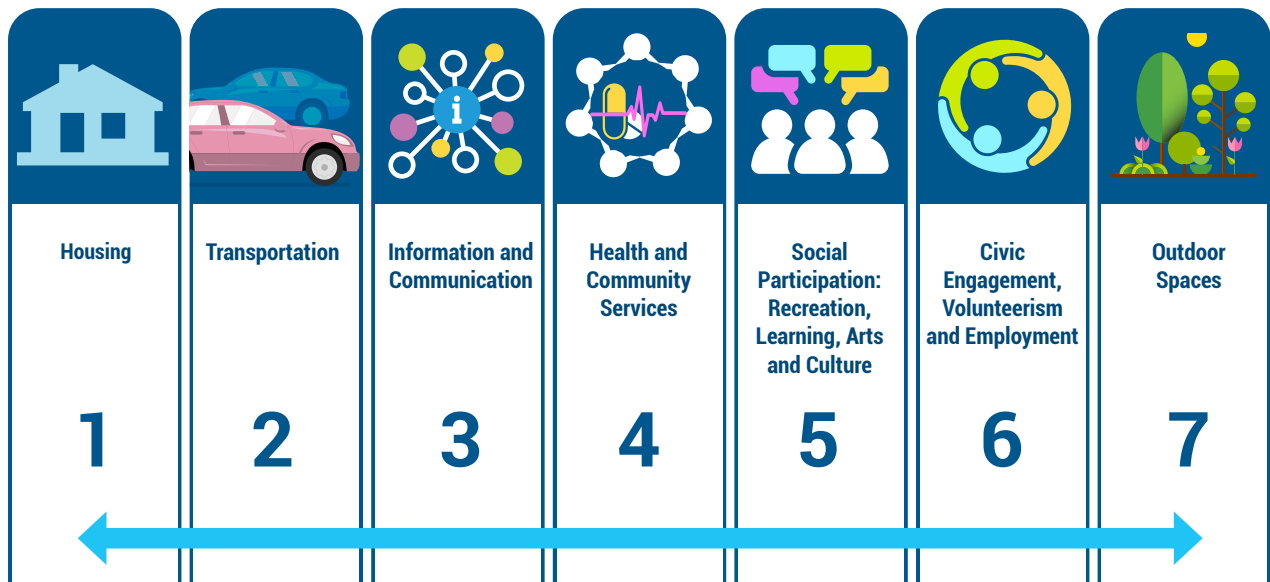 i
Housing
Transportation
Information and
Communication
Health and
Community
Services
Social
Participation:
Recreation,
Learning, Arts
and Culture
Civic
Engagement,
Volunteerism
and Employment
Outdoor
Spaces
1
2
3
4
5
6
7